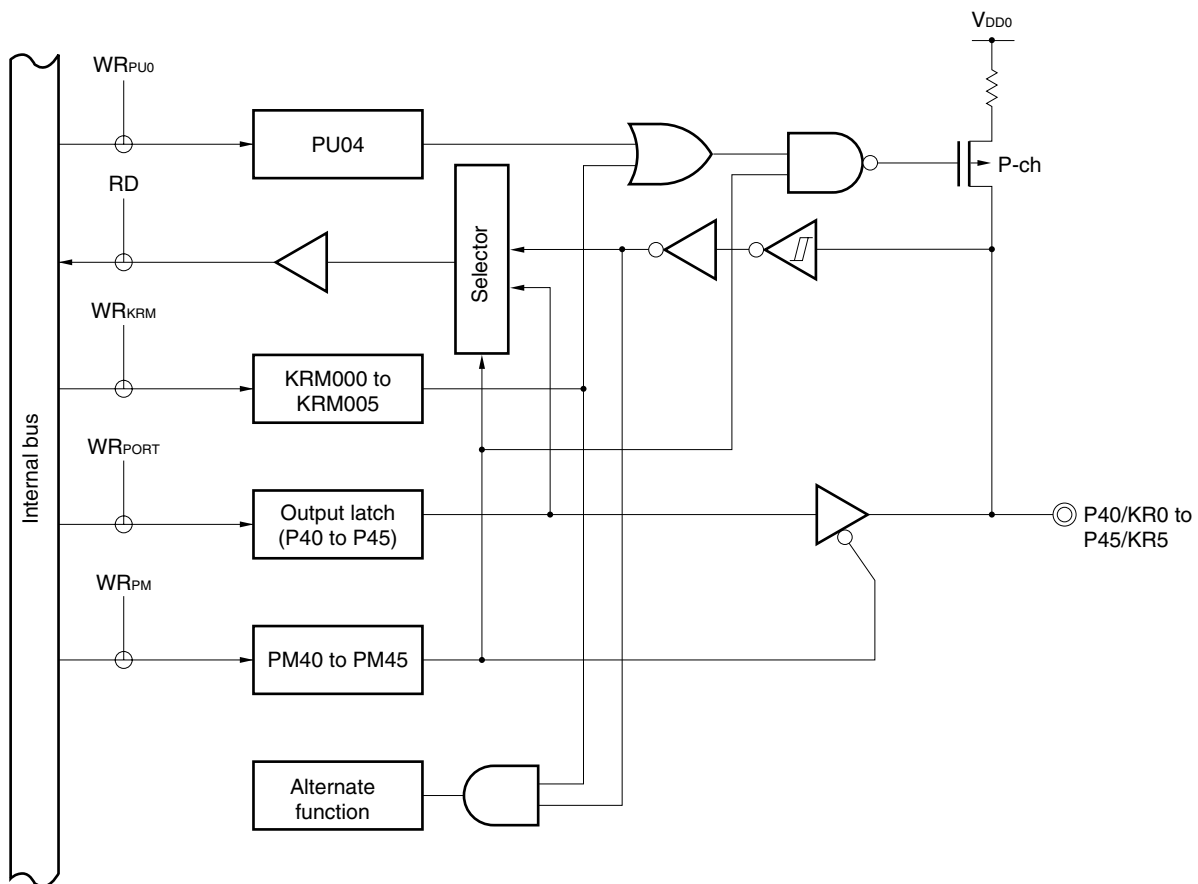 VDD0
WRPU0
PU04
P-ch
RD
Selector
WRKRM
KRM000 to
KRM005
WRPORT
Internal bus
Output latch
(P40 to P45)
P40/KR0 to
P45/KR5
WRPM
PM40 to PM45
Alternate
function